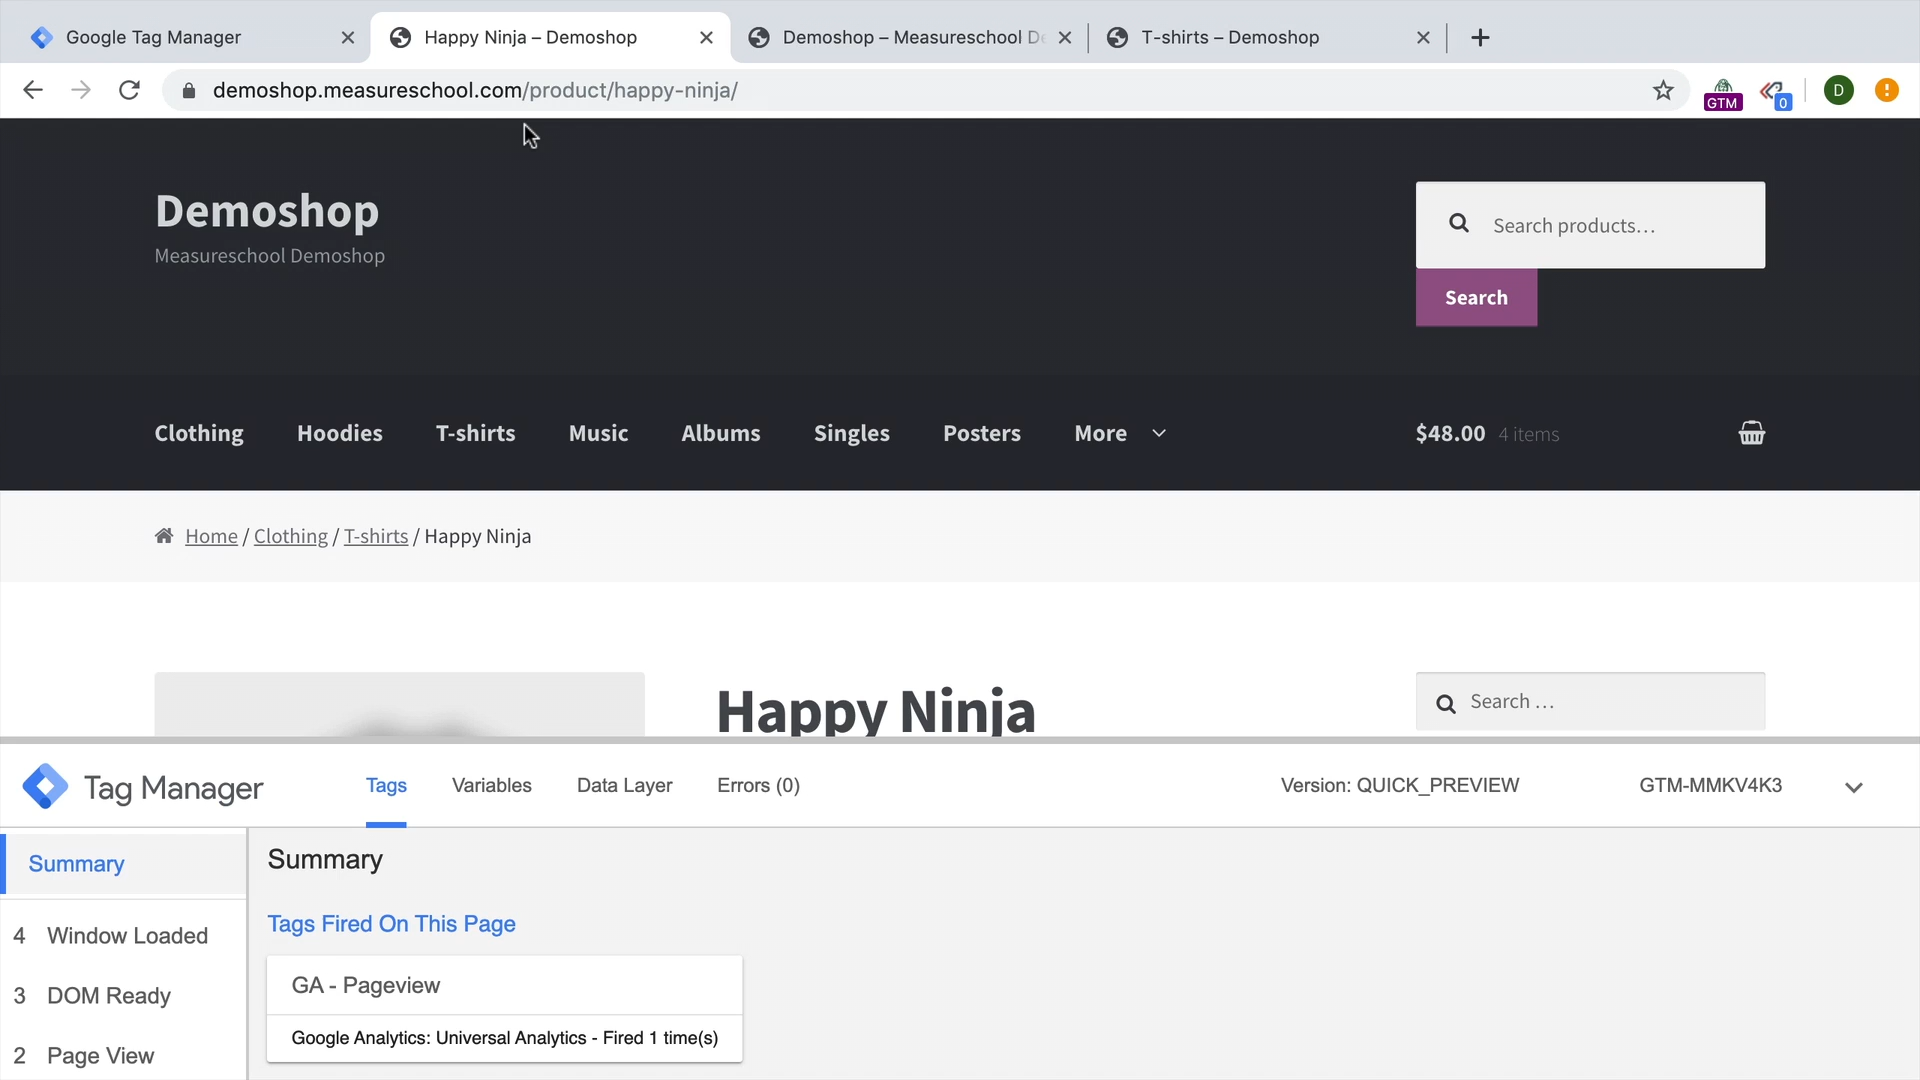 Google Tag Manager
Happy Ninja – Demoshop
Demoshop – Measureschool De
T-shirts – Demoshop
demoshop.measureschool.com/product/happy-ninja/
GTM
0
D
Demoshop
Measureschool Demoshop
Search products…
Search
Clothing
Hoodies
T-shirts
Music
Albums
Singles
Posters
More
$48.00 4 items
Home / Clothing / T-shirts / Happy Ninja
Happy Ninja
Search …
Tag Manager
Tags
Variables
Data Layer
Errors (0)
Version: QUICK_PREVIEW
GTM-MMKV4K3
Summary
4 Window Loaded
3 DOM Ready
2 Page View
Summary
Tags Fired On This Page
GA - Pageview
Google Analytics: Universal Analytics - Fired 1 time(s)